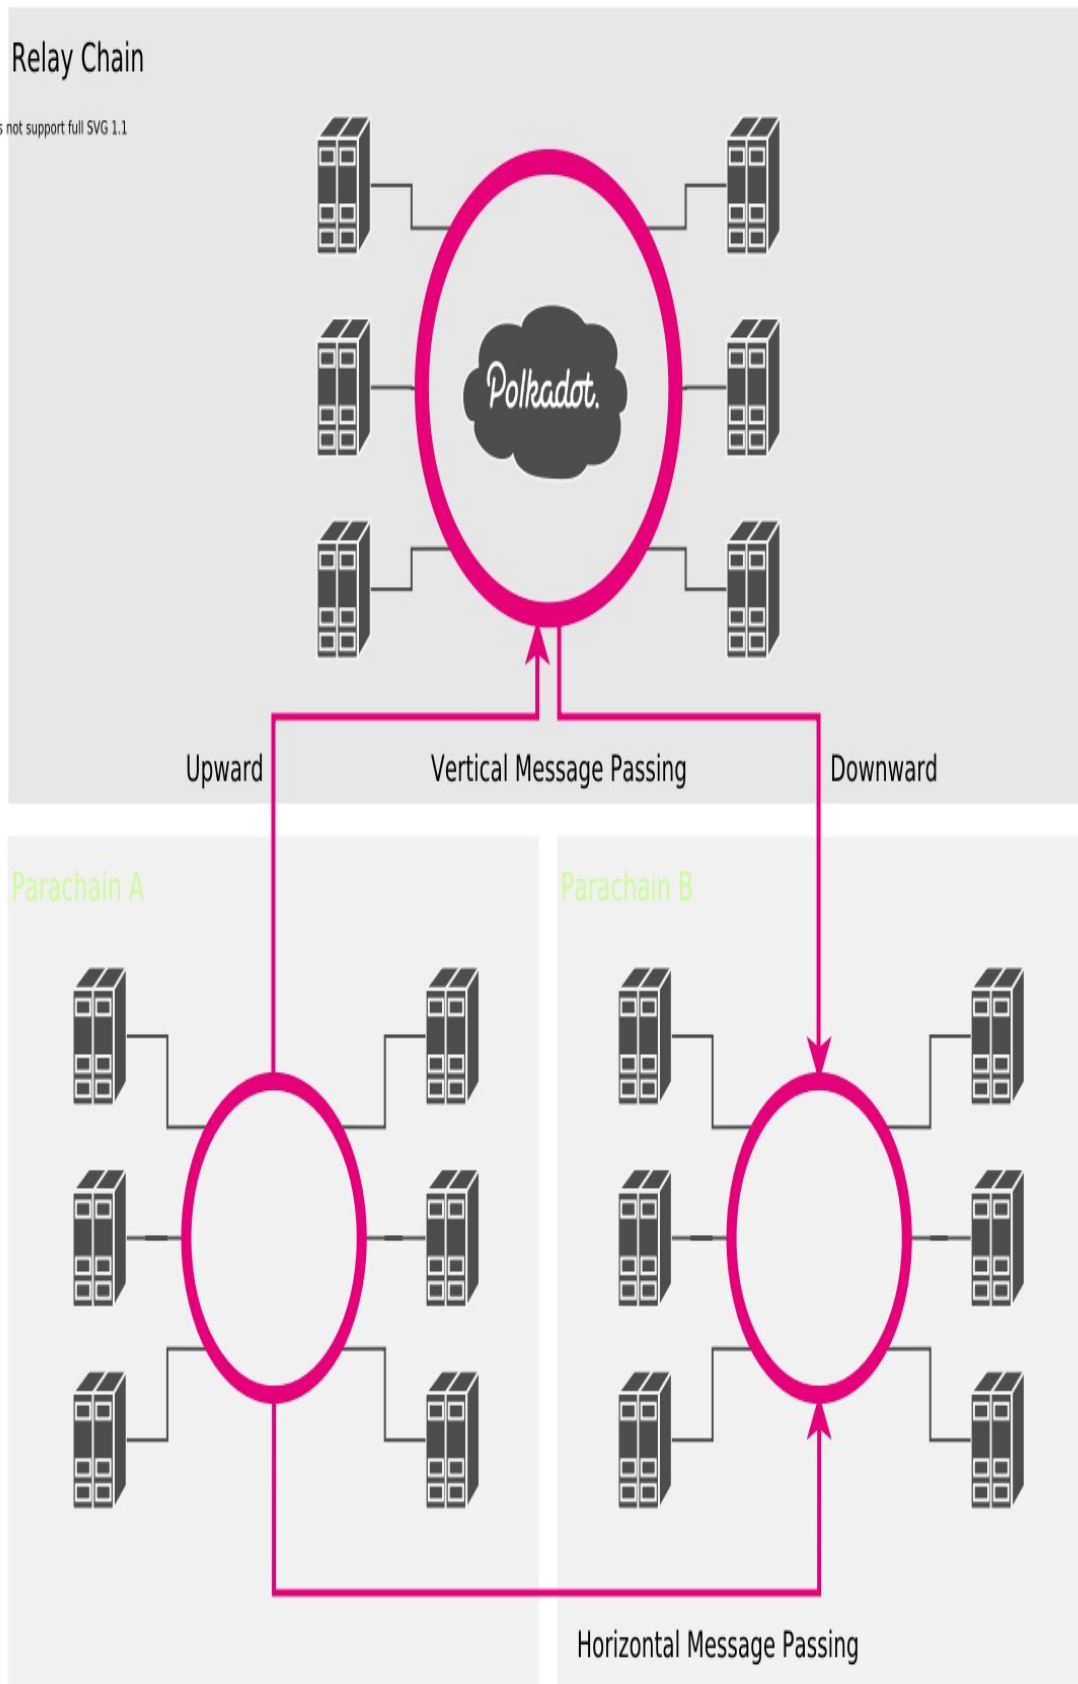 Relay Chain
s not support full SVG 1.1
Polkadot.
Upward
Vertical Message Passing
Downward
Parachain A
Parachain B
Horizontal Message Passing